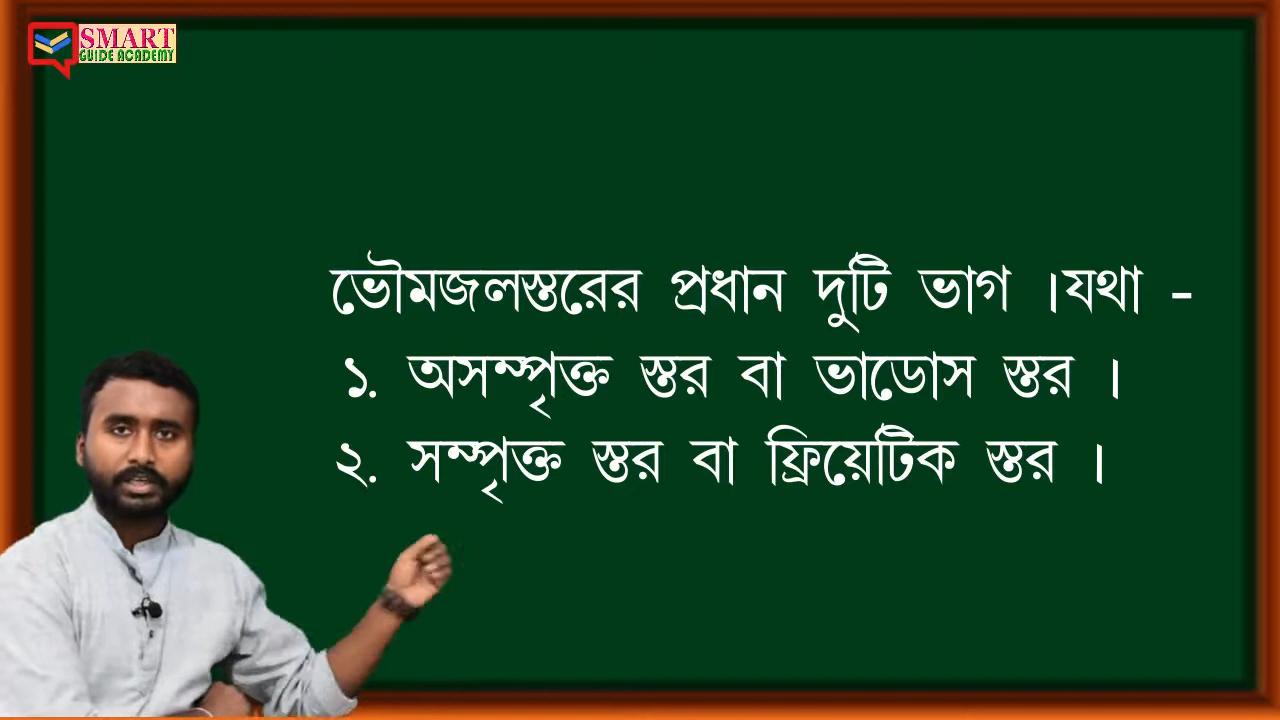 SMART
GUIDE ACADEMY
ভৌমজলস্তরের প্রধান দুটি ভাগ ।যথা -
১. অসম্পৃক্ত স্তর বা ভাডোস স্তর ।
২. সম্পৃক্ত স্তর বা ফ্রিয়েটিক স্তর ।